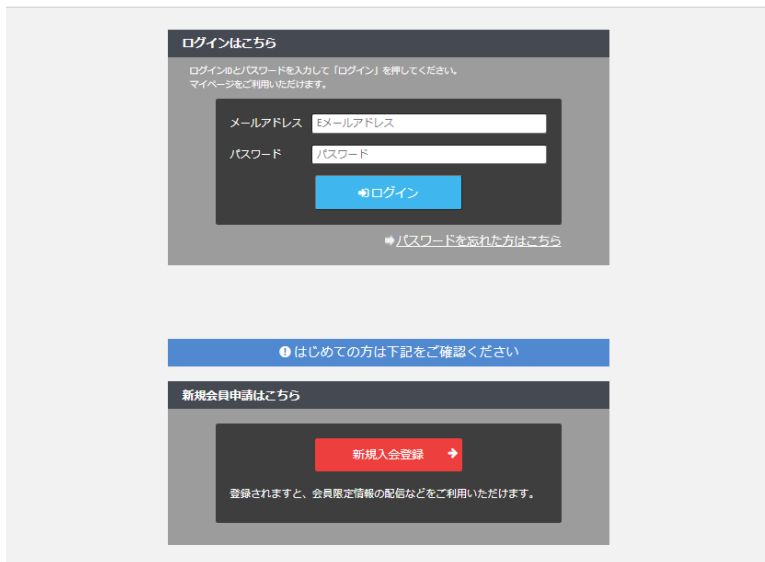 ログインはこちら
ログインIDとパスワードを入力して「ログイン」を押してください。
マイページをご利用いただけます。
メールアドレス Eメールアドレス
パスワード パスワード
ログイン
パスワードを忘れた方はこちら
はじめての方は下記をご確認ください
新規会員申請はこちら
新規入会登録
登録されますと、会員限定情報の配信などをご利用いただけます。